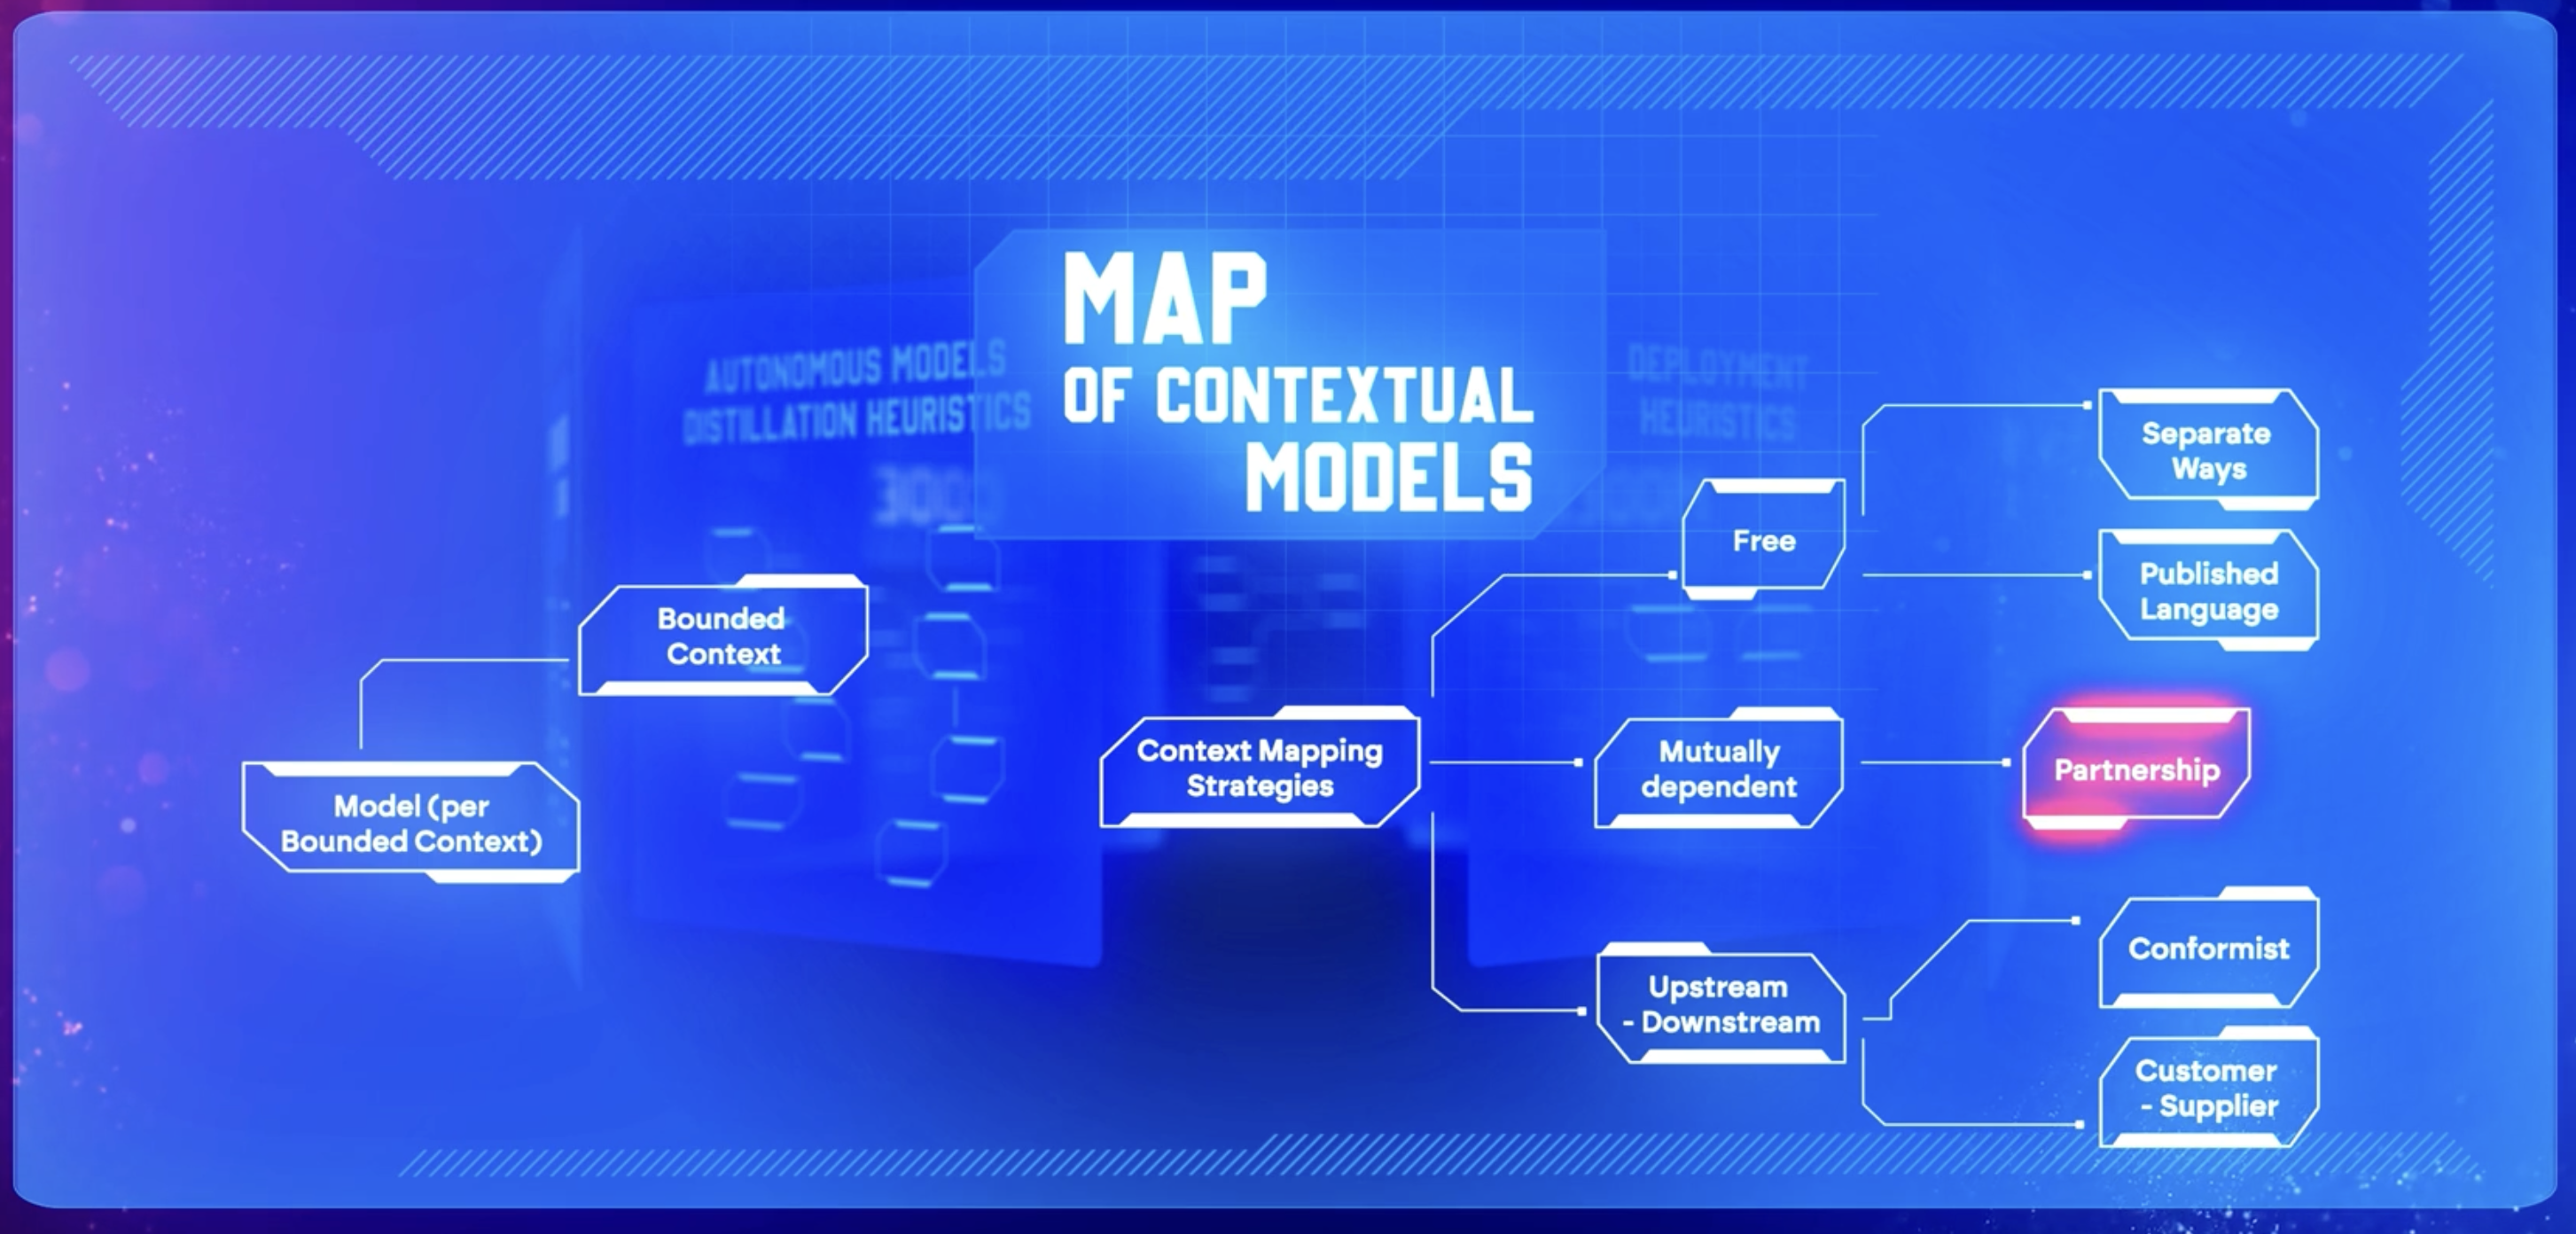 MAP
OF CONTEXTUAL
MODELS
AUTONOMOUS MODELS
DISTILLATION HEURISTICS
3000
DEPLOYMENT
HEURISTICS
Bounded
Context
Model (per
Bounded Context)
Context Mapping
Strategies
Free
Mutually
dependent
Upstream
- Downstream
Separate
Ways
Published
Language
Partnership
Conformist
Customer
- Supplier